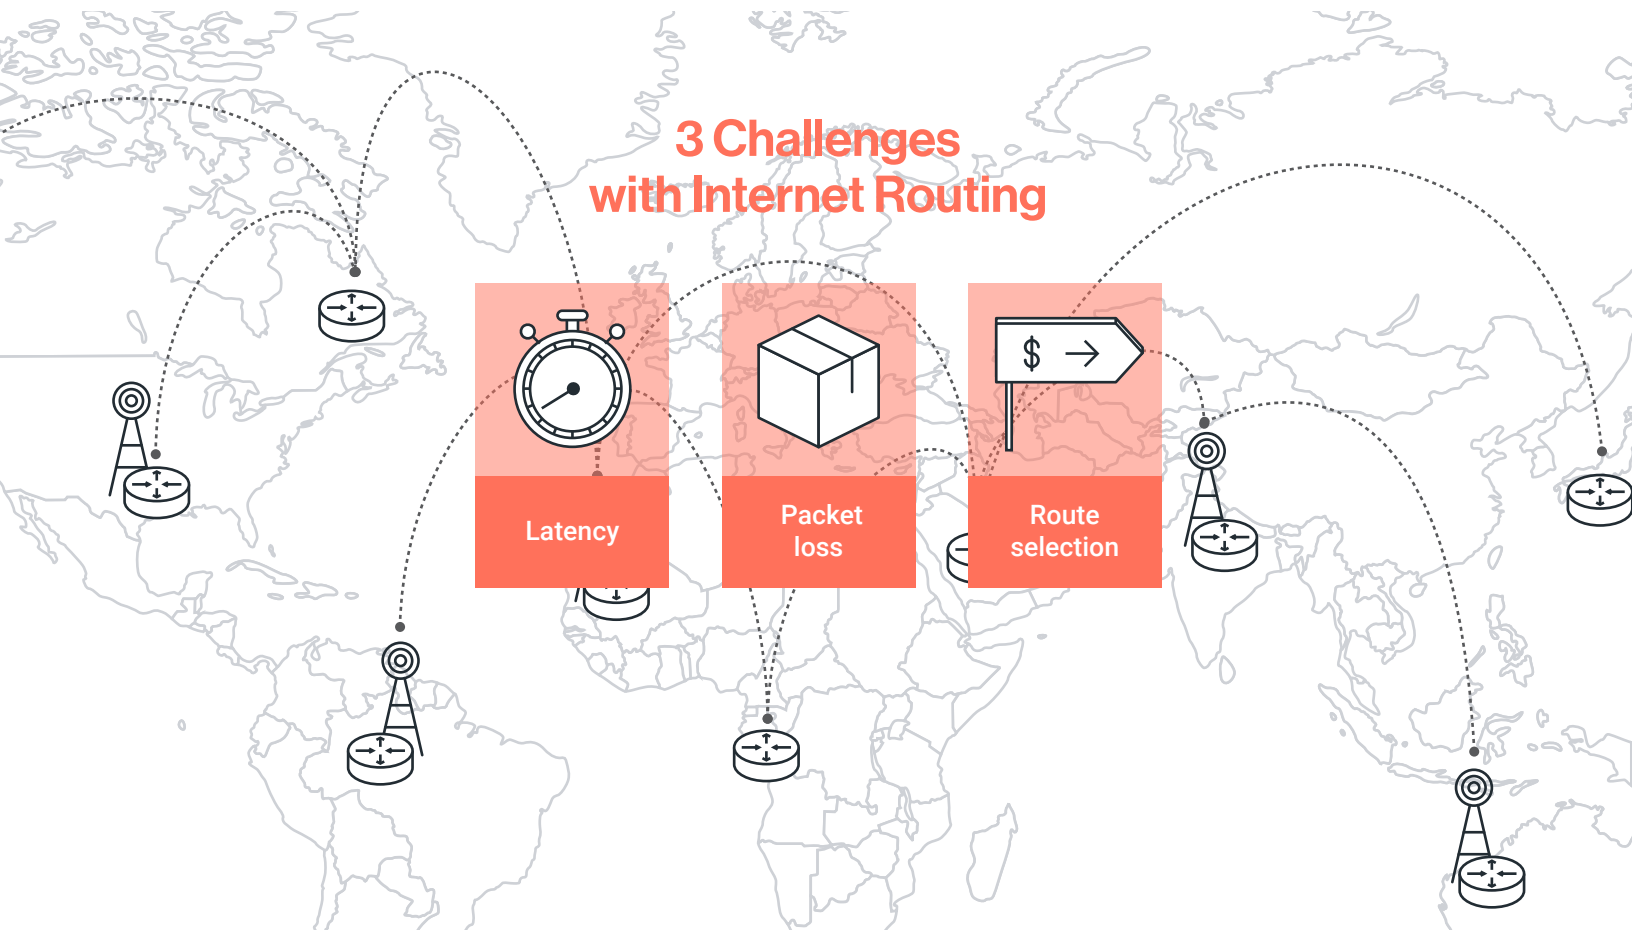 3 Challenges
with Internet Routing
$
Latency
Packet
loss
Route
selection